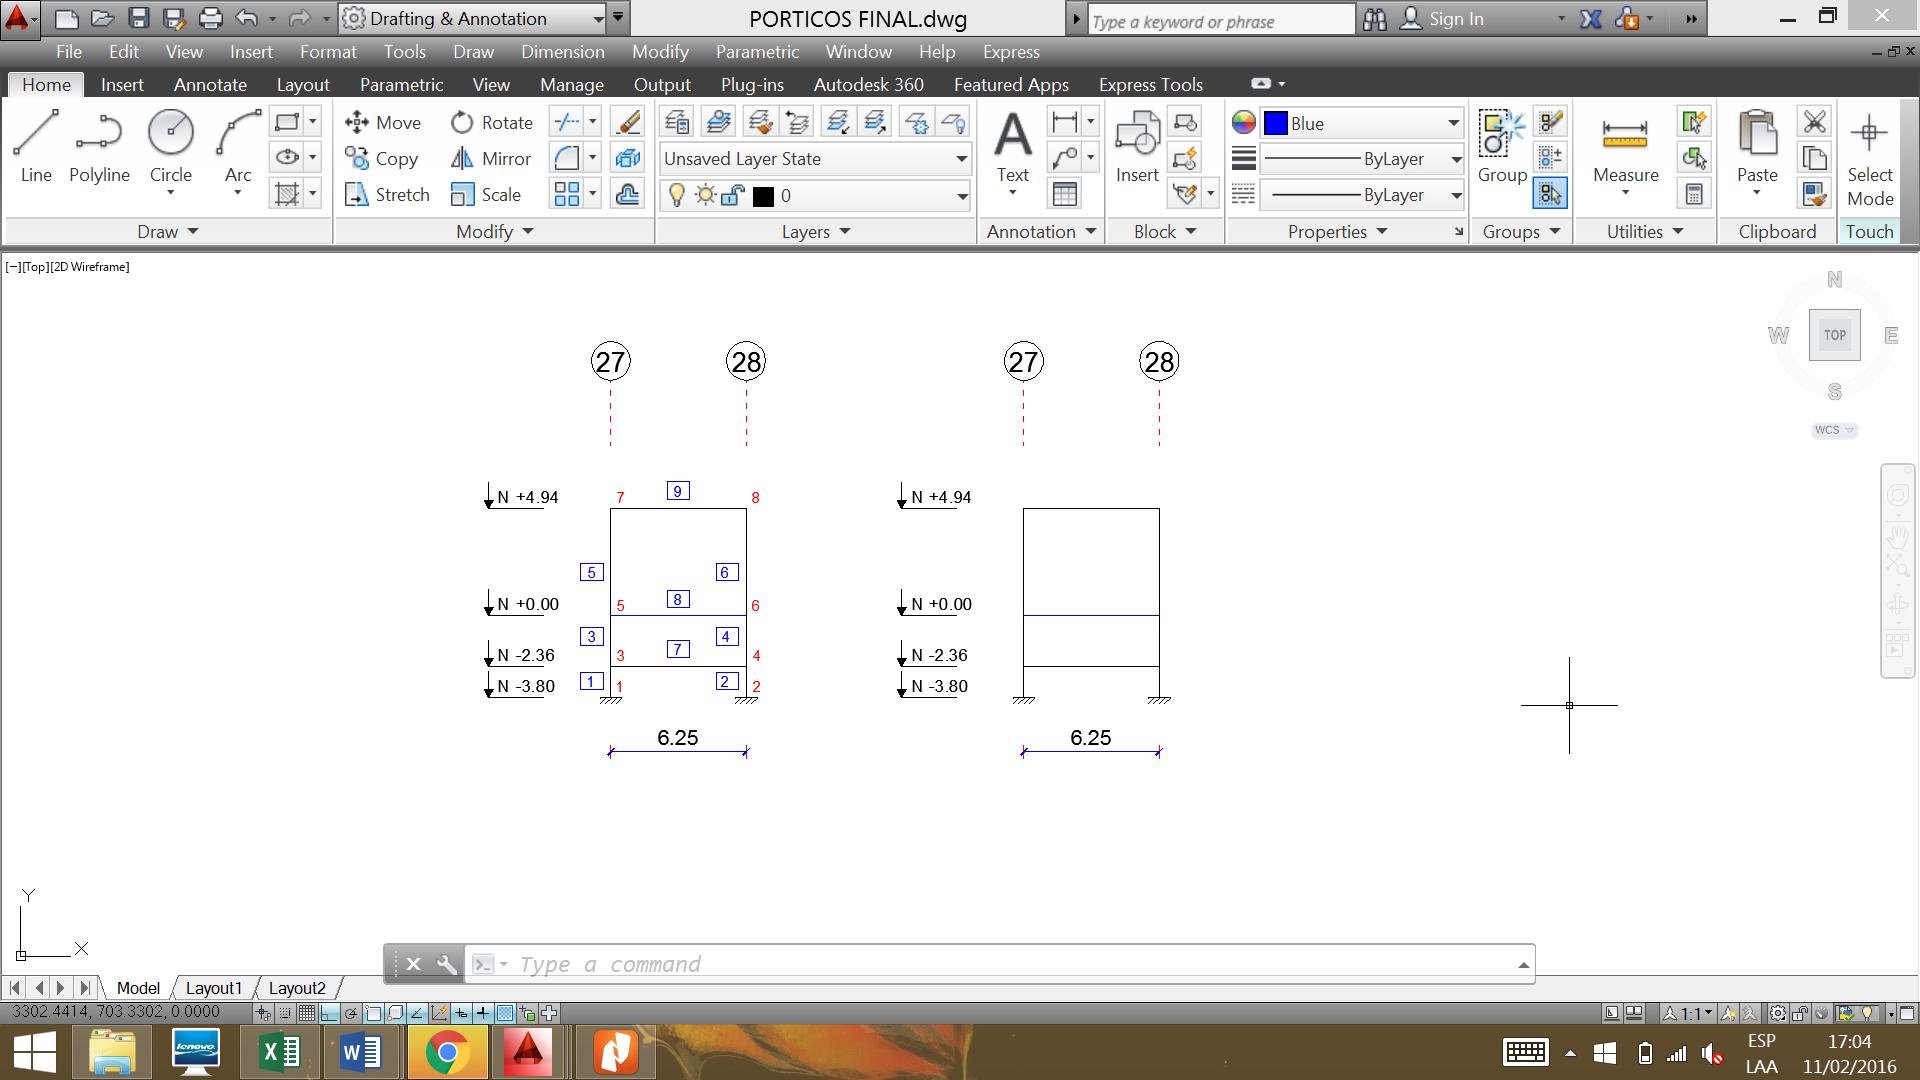 Drafting & Annotation
PORTICOS FINAL.dwg
Type a keyword or phrase
Sign In
File Edit View Insert Format Tools Draw Dimension Modify Parametric Window Help Express
Home Insert Annotate Layout Parametric View Manage Output Plug-ins Autodesk 360 Featured Apps Express Tools
Move Rotate Blue
Copy Mirror Unsaved Layer State ByLayer
Line Polyline Circle Arc Text Insert Group Measure Paste Select
Stretch Scale 0 ByLayer Mode
Draw Modify Layers Annotation Block Properties Groups Utilities Clipboard Touch
[−][Top][2D Wireframe]
N
W TOP E
S
WCS
27 28 27 28
N +4.94 7 9 8 N +4.94
5 6
N +0.00 5 8 6 N +0.00
3 4
N -2.36 3 7 4 N -2.36
N -3.80 1 1 2 2 N -3.80
6.25 6.25
Y
X
Type a command
Model Layout1 Layout2
3302.4414, 703.3302, 0.0000
1:1
lenovo
ESP 17:04
LAA 11/02/2016